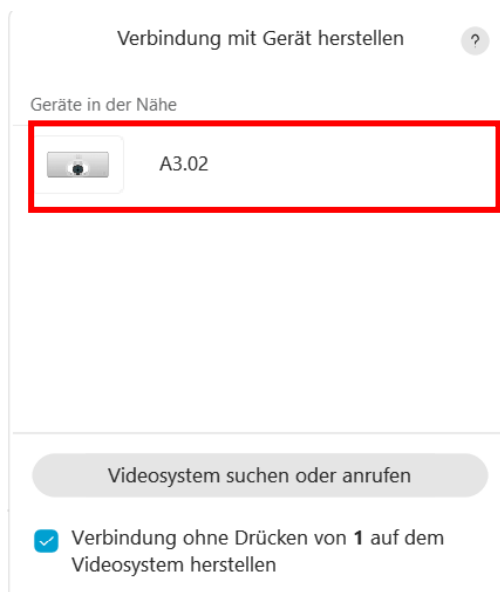 Verbindung mit Gerät herstellen
?
Geräte in der Nähe
A3.02
Videosystem suchen oder anrufen
Verbindung ohne Drücken von 1 auf dem
Videosystem herstellen